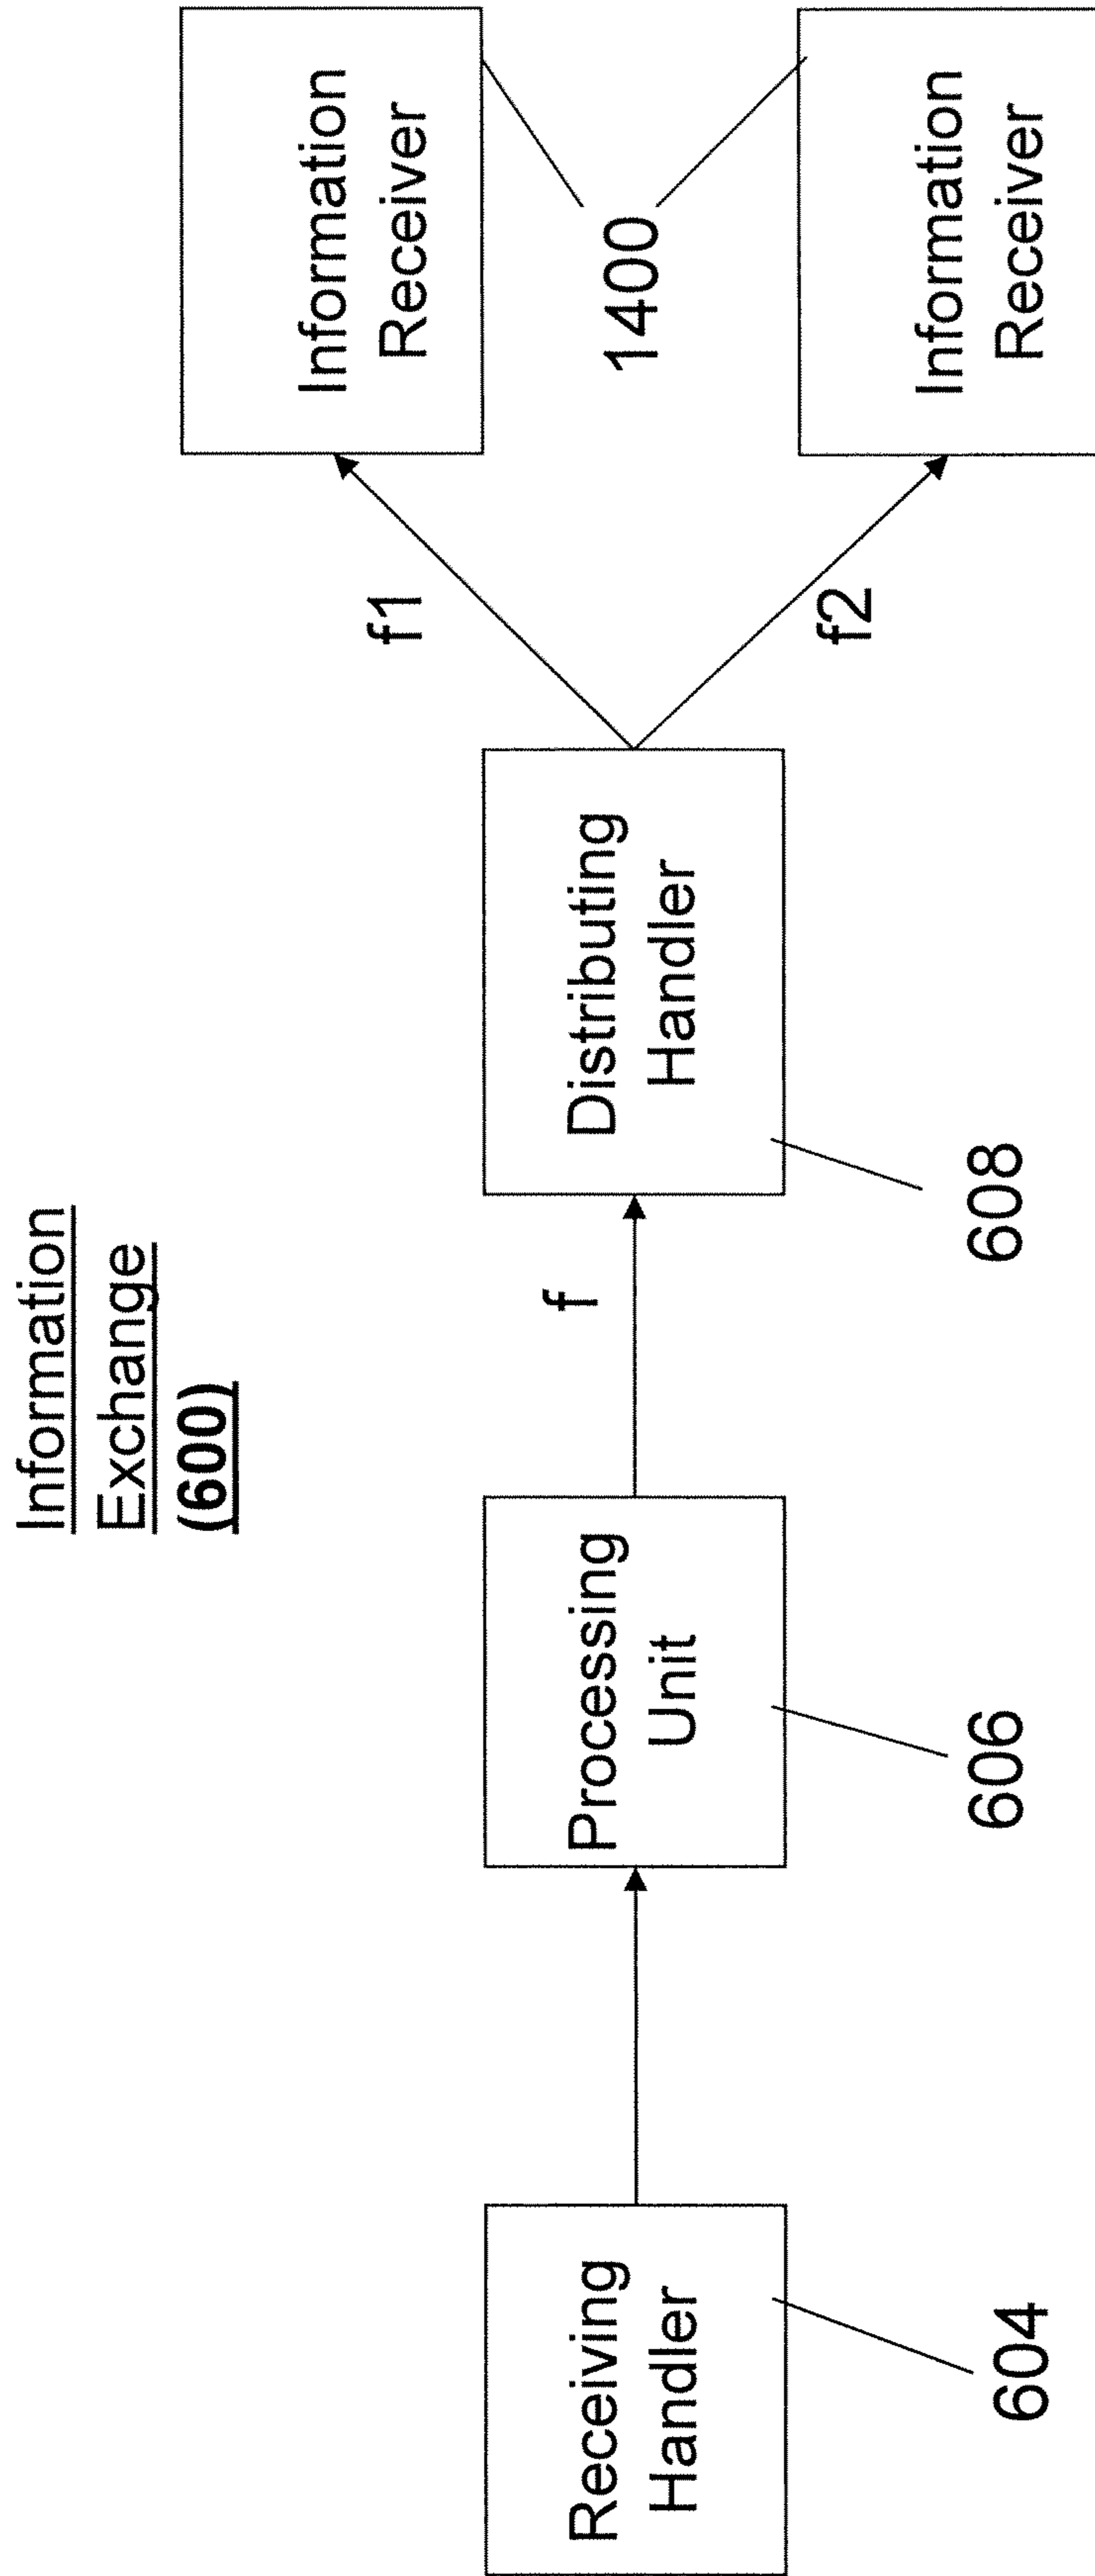 Information
Exchange
(600)
Receiving
Handler
604
Processing
Unit
606
f
Distributing
Handler
608
f1
f2
Information
Receiver
1400
Information
Receiver